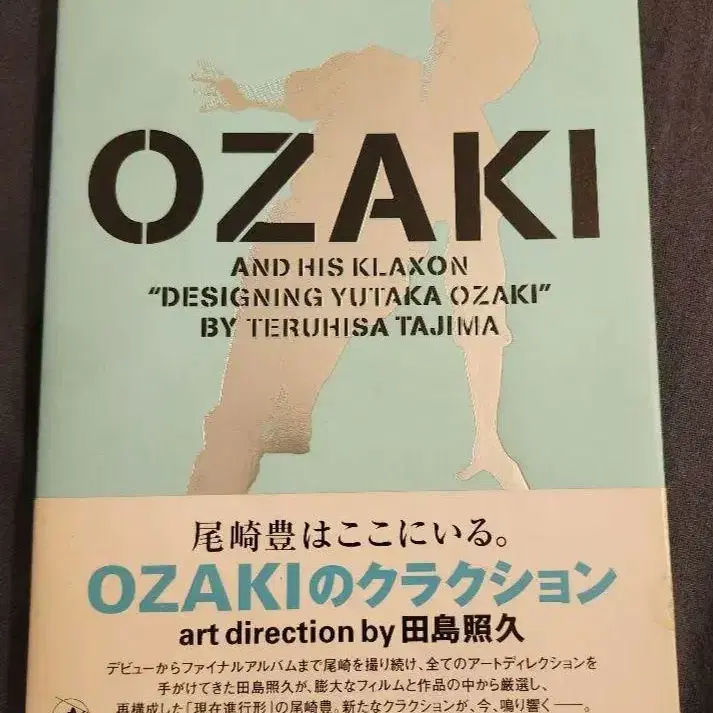 OZAKI
AND HIS KLAXON
"DESIGNING YUTAKA OZAKI"
BY TERUHISA TAJIMA
尾崎豊はここにいる。
OZAKIのクラクション
art direction by 田島照久
デビューからファイナルアルバムまで尾崎を撮り続け、全てのアートディレクションを
手がけてきた田島照久が、膨大なフィルムと作品の中から厳選し、
再構成した「現在進行形」の尾崎豊。新たなクラクションが、今、鳴り響く──。